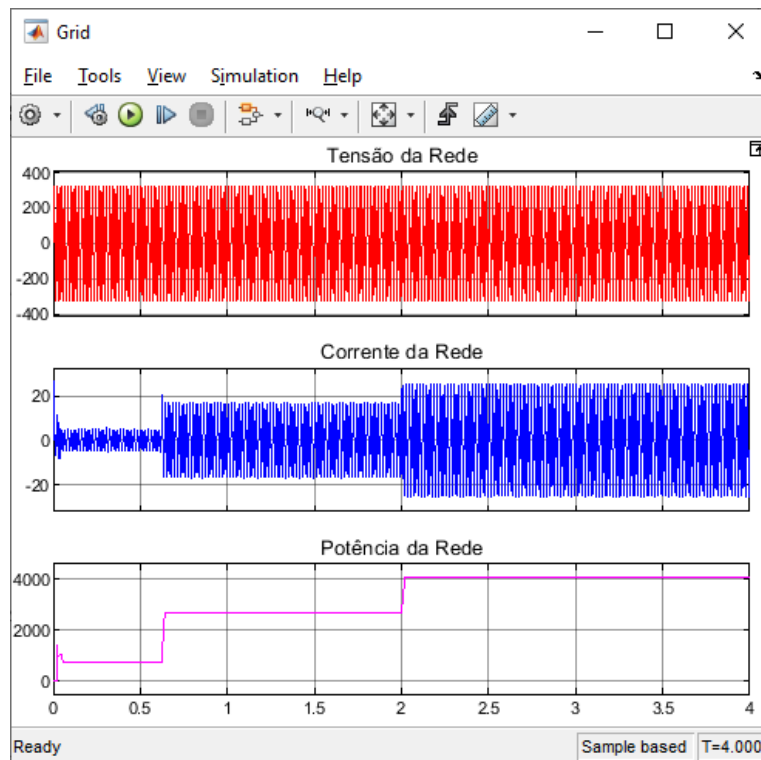 Grid
File Tools View Simulation Help
Tensão da Rede
400
200
0
-200
-400
Corrente da Rede
20
0
-20
Potência da Rede
4000
2000
0
0 0.5 1 1.5 2 2.5 3 3.5 4
Ready Sample based T=4.000